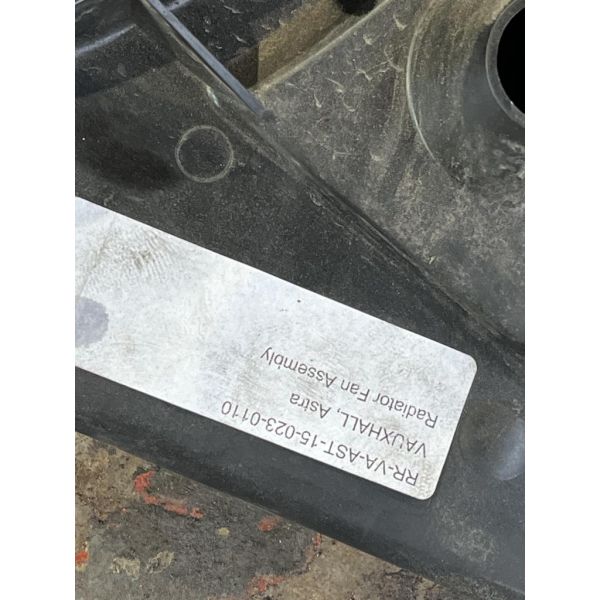 RR-VA-AST-15-023-0110
VAUXHALL, Astra
Radiator Fan Assembly